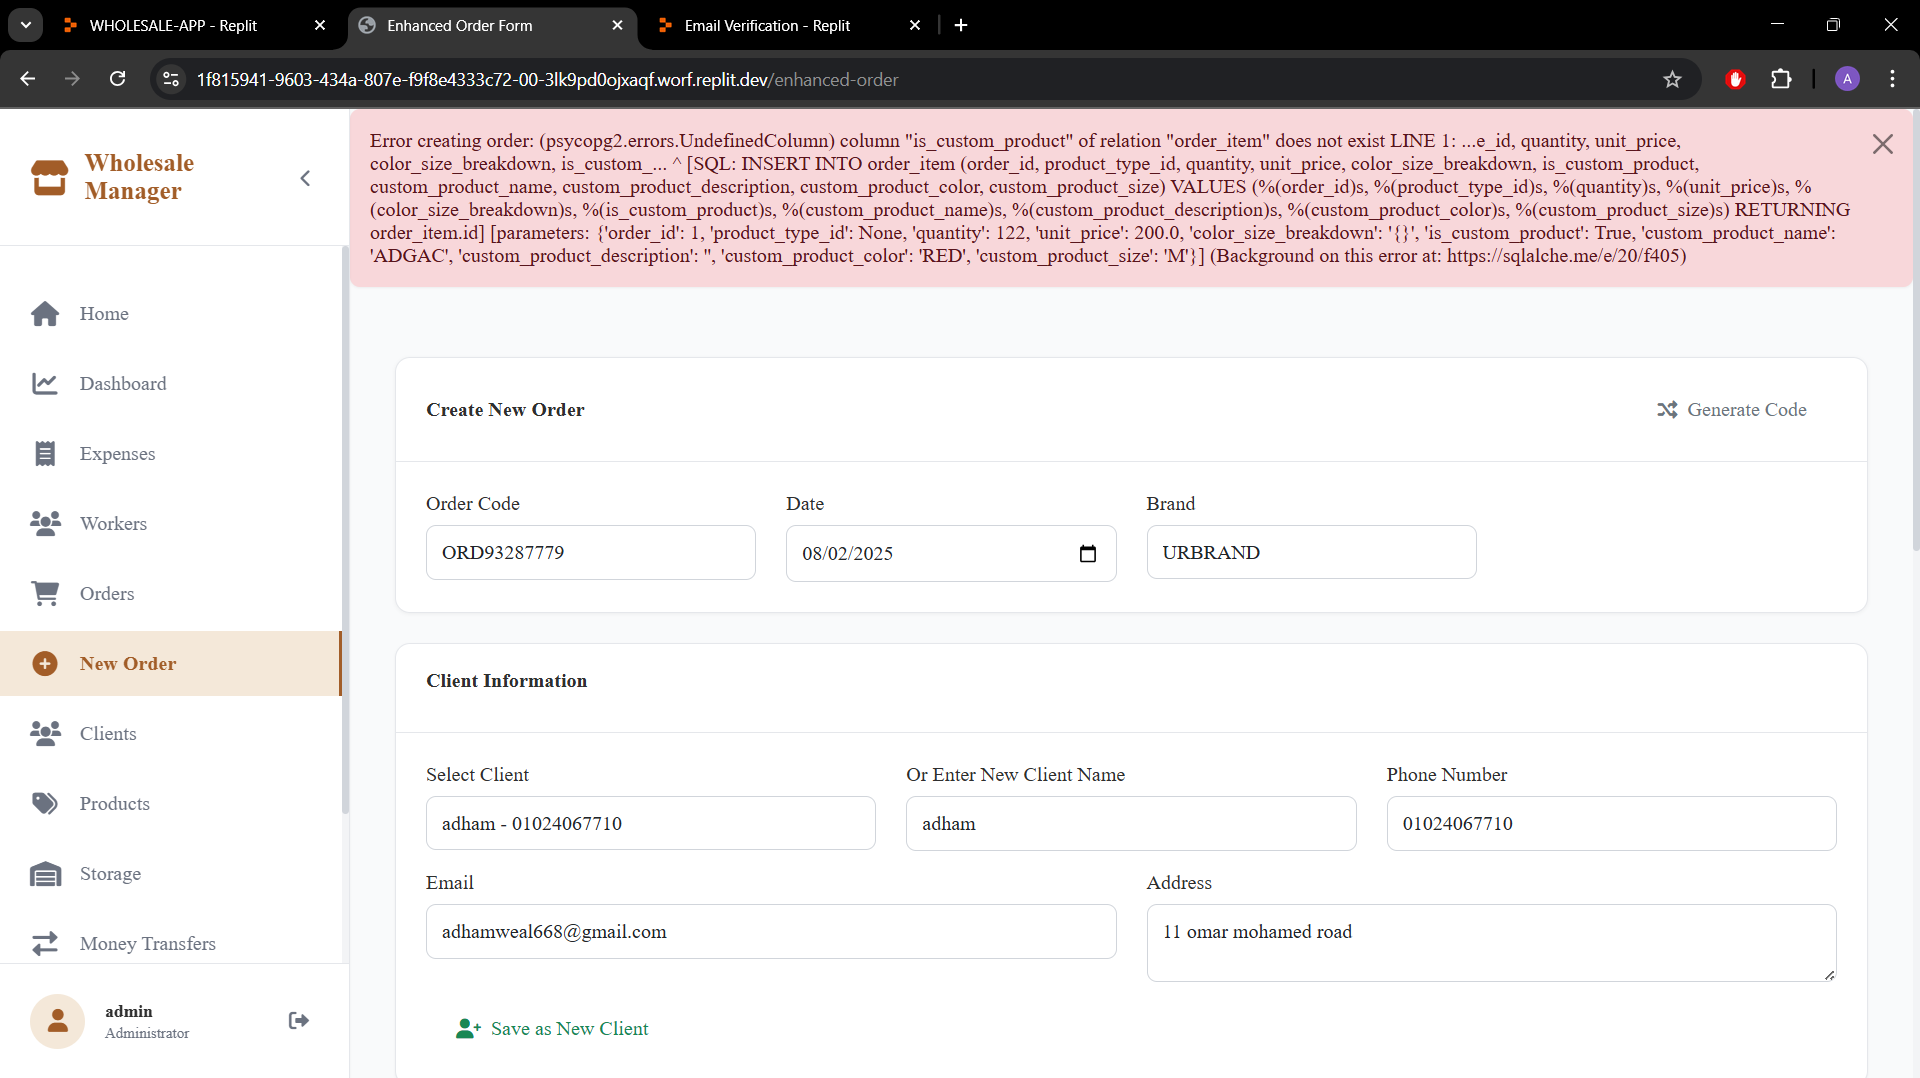 WHOLESALE-APP - Replit
Enhanced Order Form
Email Verification - Replit
1f815941-9603-434a-807e-f9f8e4333c72-00-3lk9pd0ojxaqf.worf.replit.dev/enhanced-order
A
Wholesale
Manager
Error creating order: (psycopg2.errors.UndefinedColumn) column "is_custom_product" of relation "order_item" does not exist LINE 1: ...e_id, quantity, unit_price,
color_size_breakdown, is_custom_... ^ [SQL: INSERT INTO order_item (order_id, product_type_id, quantity, unit_price, color_size_breakdown, is_custom_product,
custom_product_name, custom_product_description, custom_product_color, custom_product_size) VALUES (%(order_id)s, %(product_type_id)s, %(quantity)s, %(unit_price)s, %
(color_size_breakdown)s, %(is_custom_product)s, %(custom_product_name)s, %(custom_product_description)s, %(custom_product_color)s, %(custom_product_size)s) RETURNING
order_item.id] [parameters: {'order_id': 1, 'product_type_id': None, 'quantity': 122, 'unit_price': 200.0, 'color_size_breakdown': '{}', 'is_custom_product': True, 'custom_product_name':
'ADGAC', 'custom_product_description': '', 'custom_product_color': 'RED', 'custom_product_size': 'M'}] (Background on this error at: https://sqlalche.me/e/20/f405)
Home
Dashboard
Expenses
Workers
Orders
New Order
Clients
Products
Storage
Money Transfers
admin
Administrator
Create New Order
Generate Code
Order Code
Date
Brand
ORD93287779
08/02/2025
URBRAND
Client Information
Select Client
Or Enter New Client Name
Phone Number
adham - 01024067710
adham
01024067710
Email
Address
adhamweal668@gmail.com
11 omar mohamed road
Save as New Client